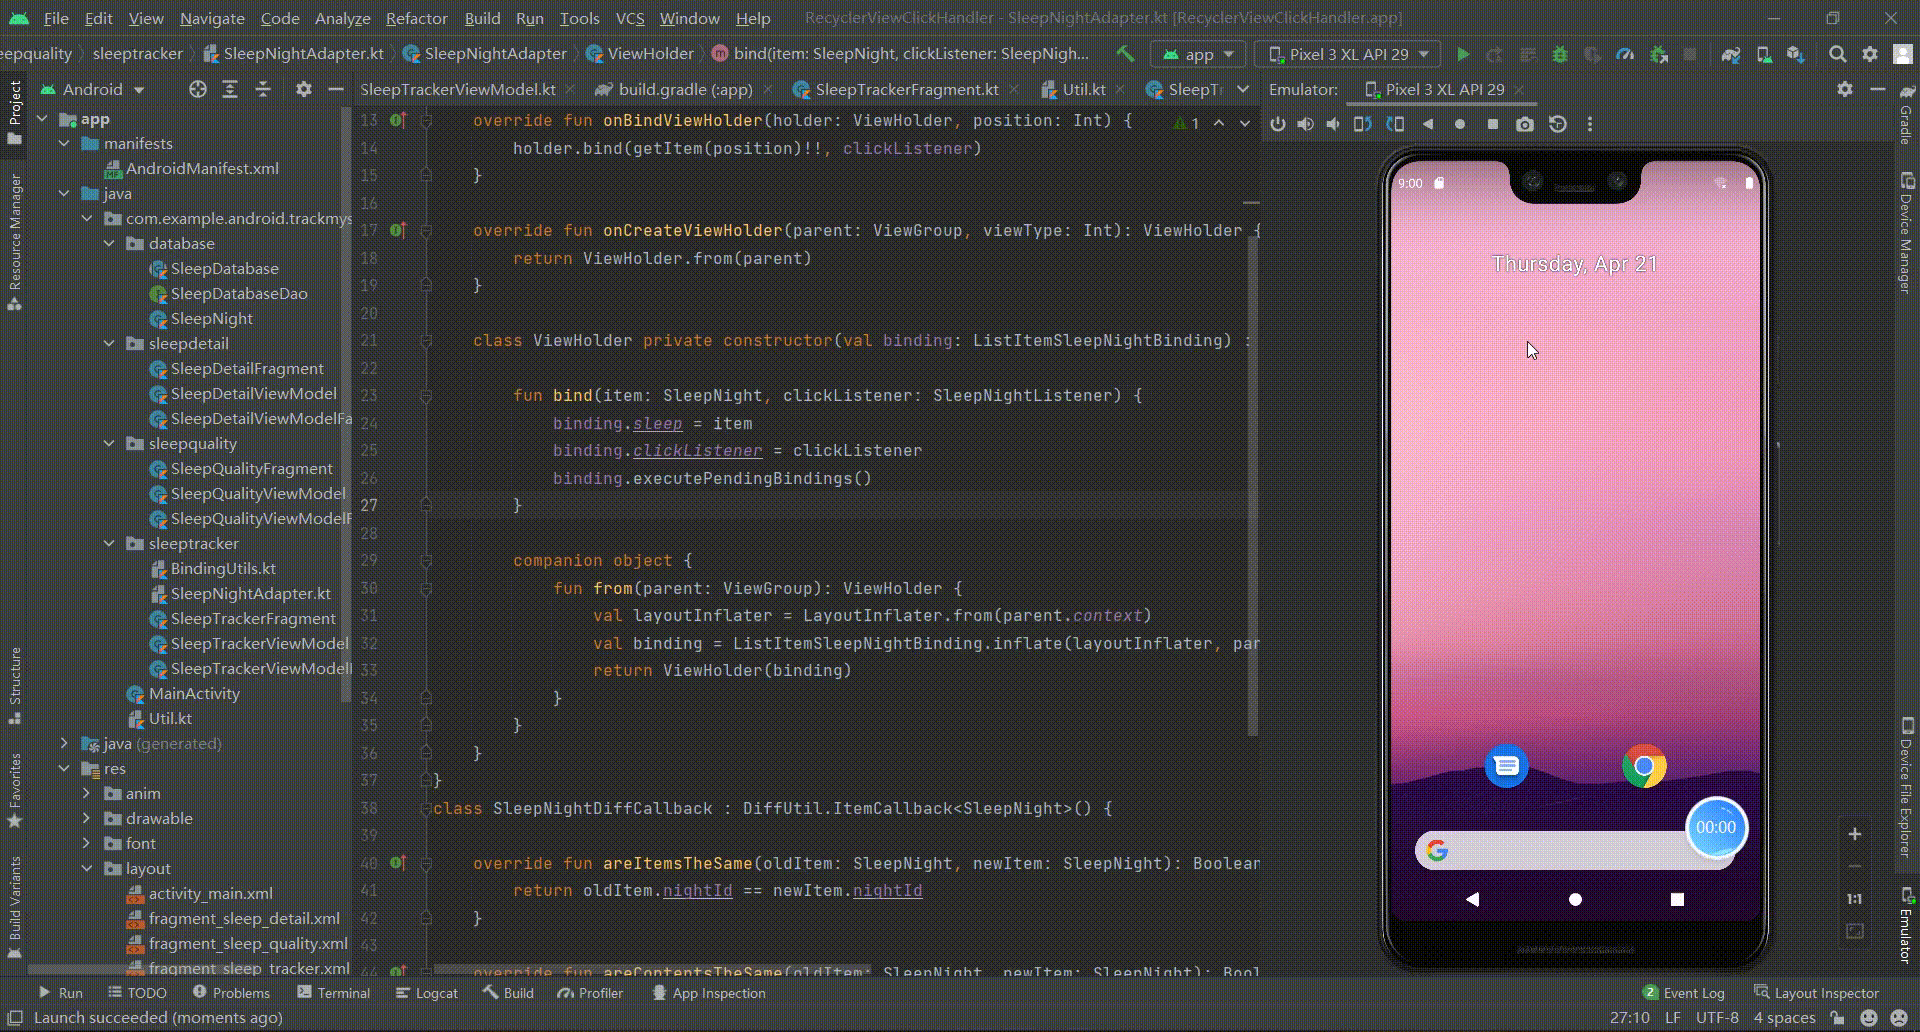 File Edit View Navigate Code Analyze Refactor Build Run Tools VCS Window Help RecyclerViewClickHandler - SleepNightAdapter.kt [RecyclerViewClickHandler.app]
eepquality sleeptracker SleepNightAdapter.kt SleepNightAdapter ViewHolder bind(item: SleepNight, clickListener: SleepNigh... app Pixel 3 XL API 29
Android SleepTrackerViewModel.kt build.gradle (:app) SleepTrackerFragment.kt Util.kt SleepTr Emulator: Pixel 3 XL API 29
Project
Resource Manager
Structure
Favorites
Build Variants
app
manifests
AndroidManifest.xml
java
com.example.android.trackmys
database
SleepDatabase
SleepDatabaseDao
SleepNight
sleepdetail
SleepDetailFragment
SleepDetailViewModel
SleepDetailViewModelFa
sleepquality
SleepQualityFragment
SleepQualityViewModel
SleepQualityViewModelF
sleeptracker
BindingUtils.kt
SleepNightAdapter.kt
SleepTrackerFragment
SleepTrackerViewModel
SleepTrackerViewModel
MainActivity
Util.kt
java (generated)
res
anim
drawable
font
layout
activity_main.xml
fragment_sleep_detail.xml
fragment_sleep_quality.xml
fragment_sleep_tracker.xml
1
13 override fun onBindViewHolder(holder: ViewHolder, position: Int) {
14 holder.bind(getItem(position)!!, clickListener)
15 }
16
17 override fun onCreateViewHolder(parent: ViewGroup, viewType: Int): ViewHolder {
18 return ViewHolder.from(parent)
19 }
20
21 class ViewHolder private constructor(val binding: ListItemSleepNightBinding) :
22
23 fun bind(item: SleepNight, clickListener: SleepNightListener) {
24 binding.sleep = item
25 binding.clickListener = clickListener
26 binding.executePendingBindings()
27 }
28
29 companion object {
30 fun from(parent: ViewGroup): ViewHolder {
31 val layoutInflater = LayoutInflater.from(parent.context)
32 val binding = ListItemSleepNightBinding.inflate(layoutInflater, par
33 return ViewHolder(binding)
34 }
35 }
36 }
37 }
38 class SleepNightDiffCallback : DiffUtil.ItemCallback<SleepNight>() {
39
40 override fun areItemsTheSame(oldItem: SleepNight, newItem: SleepNight): Boolean
41 return oldItem.nightId == newItem.nightId
42 }
43
44 override fun areContentsTheSame(oldItem: SleepNight, newItem: SleepNight): Bool
9:00
Thursday, Apr 21
00:00
1:1
Gradle
Device Manager
Device File Explorer
Emulator
Run TODO Problems Terminal Logcat Build Profiler App Inspection 2 Event Log Layout Inspector
Launch succeeded (moments ago) 27:10 LF UTF-8 4 spaces